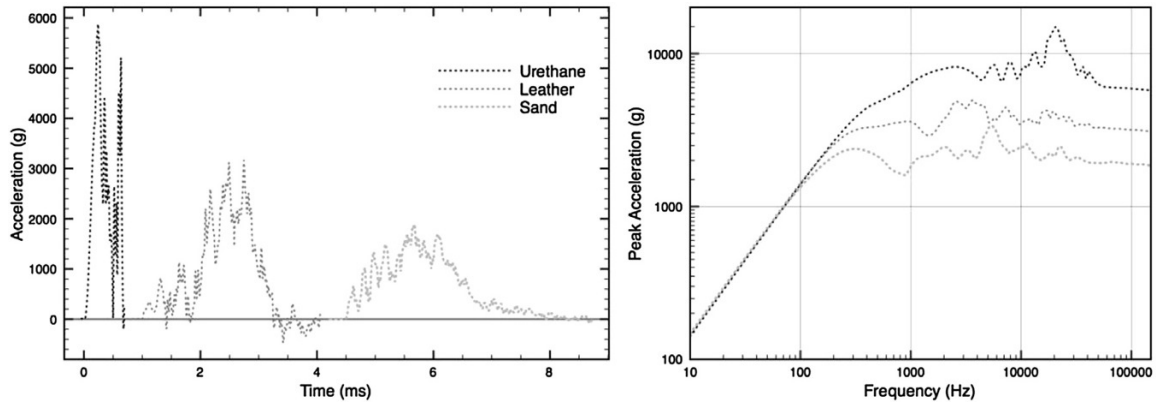 6000
5000
4000
3000
2000
1000
0
Acceleration (g)
0 2 4 6 8
Time (ms)
Urethane
Leather
Sand
10000
1000
100
Peak Acceleration (g)
10 100 1000 10000 100000
Frequency (Hz)